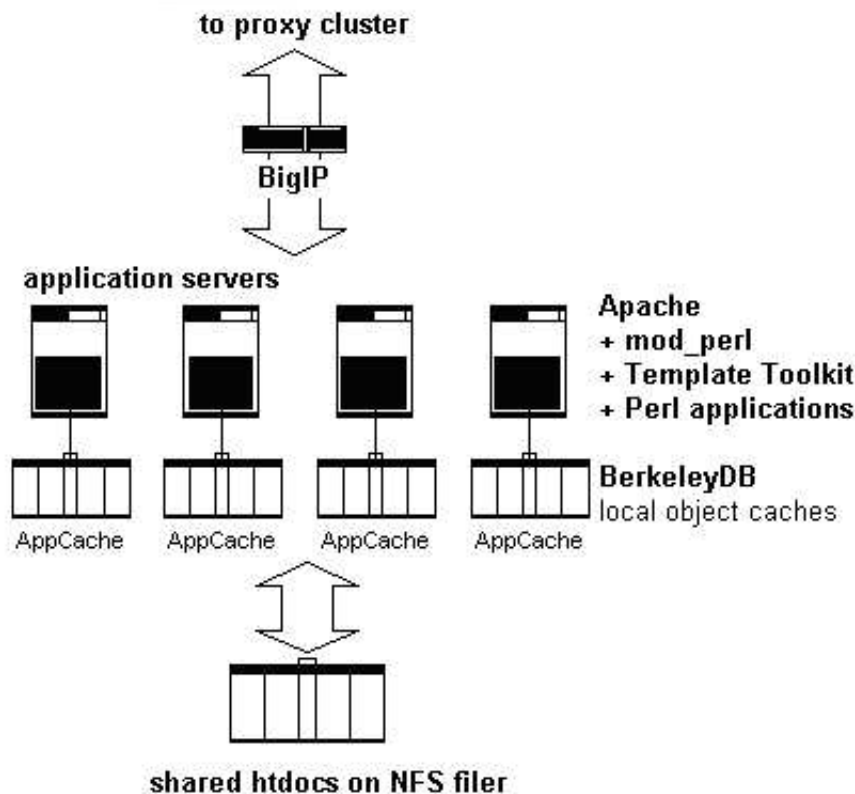 to proxy cluster
BigIP
application servers
Apache
+ mod_perl
+ Template Toolkit
+ Perl applications
BerkeleyDB
local object caches
AppCache
AppCache
AppCache
AppCache
shared htdocs on NFS filer